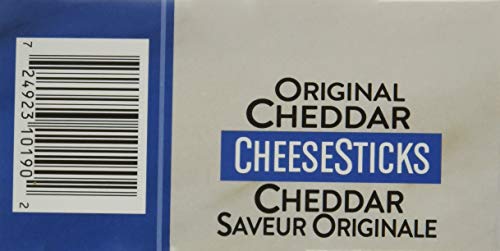 7 24923 10190 2
ORIGINAL
CHEDDAR
CHEESESTICKS
CHEDDAR
SAVEUR ORIGINALE